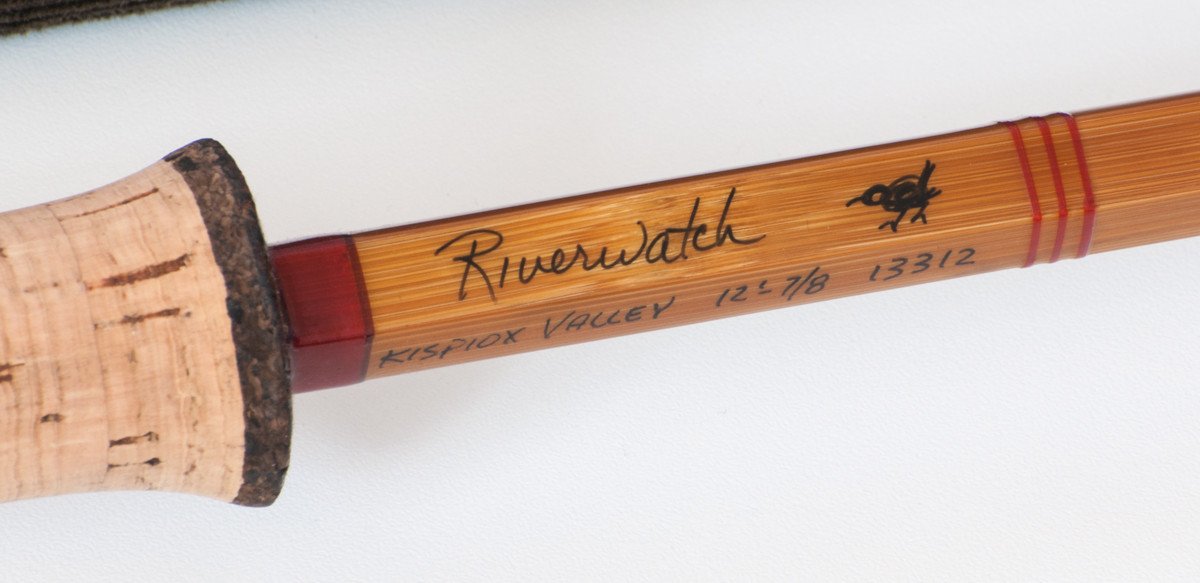 Riverwatch
KISPIOX VALLEY 12' 7/8 13312